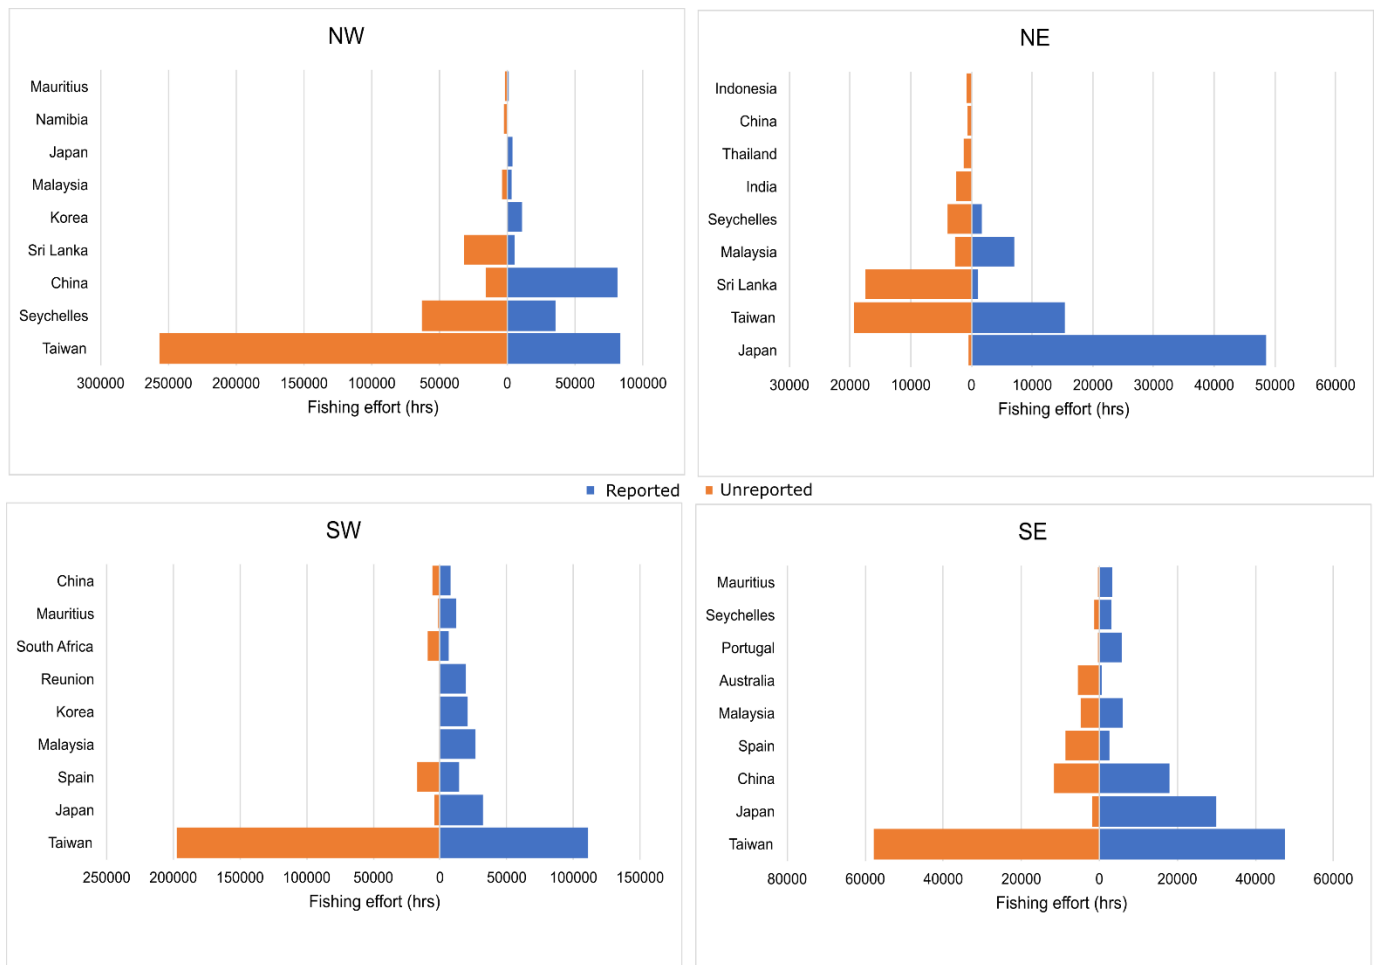 NW
Mauritius
Namibia
Japan
Malaysia
Korea
Sri Lanka
China
Seychelles
Taiwan
300000 250000 200000 150000 100000 50000 0 50000 100000
Fishing effort (hrs)
NE
Indonesia
China
Thailand
India
Seychelles
Malaysia
Sri Lanka
Taiwan
Japan
30000 20000 10000 0 10000 20000 30000 40000 50000 60000
Fishing effort (hrs)
Reported Unreported
SW
China
Mauritius
South Africa
Reunion
Korea
Malaysia
Spain
Japan
Taiwan
250000 200000 150000 100000 50000 0 50000 100000 150000
Fishing effort (hrs)
SE
Mauritius
Seychelles
Portugal
Australia
Malaysia
Spain
China
Japan
Taiwan
80000 60000 40000 20000 0 20000 40000 60000
Fishing effort (hrs)